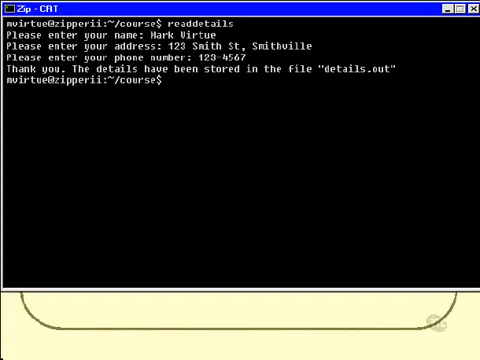 Zip - CAT
mvirtue@zipperii:~/course$ readdetails
Please enter your name: Mark Virtue
Please enter your address: 123 Smith St, Smithville
Please enter your phone number: 123-4567
Thank you. The details have been stored in the file "details.out"
mvirtue@zipperii:~/course$